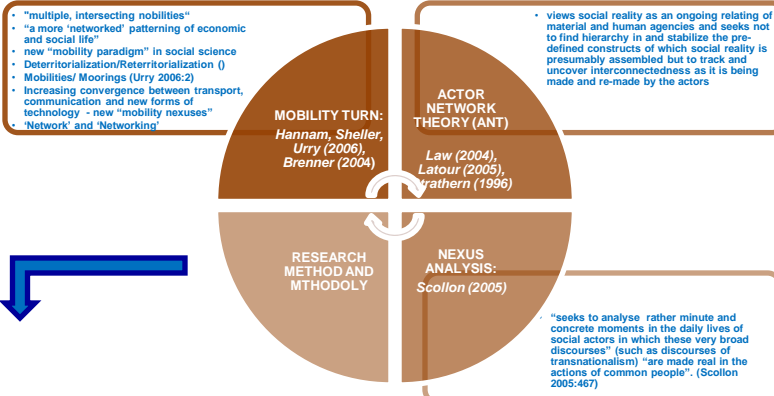 • "multiple, intersecting nobilities“
• “a more ‘networked’ patterning of economic
and social life”
• new “mobility paradigm” in social science
• Deterritorialization/Reterritorialization ()
• Mobilities/ Moorings (Urry 2006:2)
• Increasing convergence between transport,
communication and new forms of
technology - new “mobility nexuses”
• ‘Network’ and ‘Networking’
• views social reality as an ongoing relating of
material and human agencies and seeks not
to find hierarchy in and stabilize the pre-
defined constructs of which social reality is
presumably assembled but to track and
uncover interconnectedness as it is being
made and re-made by the actors
MOBILITY TURN:
Hannam, Sheller,
Urry (2006),
Brenner (2004)
ACTOR
NETWORK
THEORY (ANT)
Law (2004),
Latour (2005),
Strathern (1996)
RESEARCH
METHOD AND
MTHODOLY
NEXUS
ANALYSIS:
Scollon (2005)
• “seeks to analyse rather minute and
concrete moments in the daily lives of
social actors in which these very broad
discourses” (such as discourses of
transnationalism) “are made real in the
actions of common people”. (Scollon
2005:467)